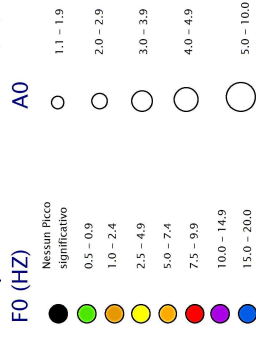 F0 (HZ)
Nessun Picco
significativo
0.5 – 0.9
1.0 – 2.4
2.5 – 4.9
5.0 – 7.4
7.5 – 9.9
10.0 – 14.9
15.0 – 20.0
A0
1.1 – 1.9
2.0 – 2.9
3.0 – 3.9
4.0 – 4.9
5.0 – 10.0